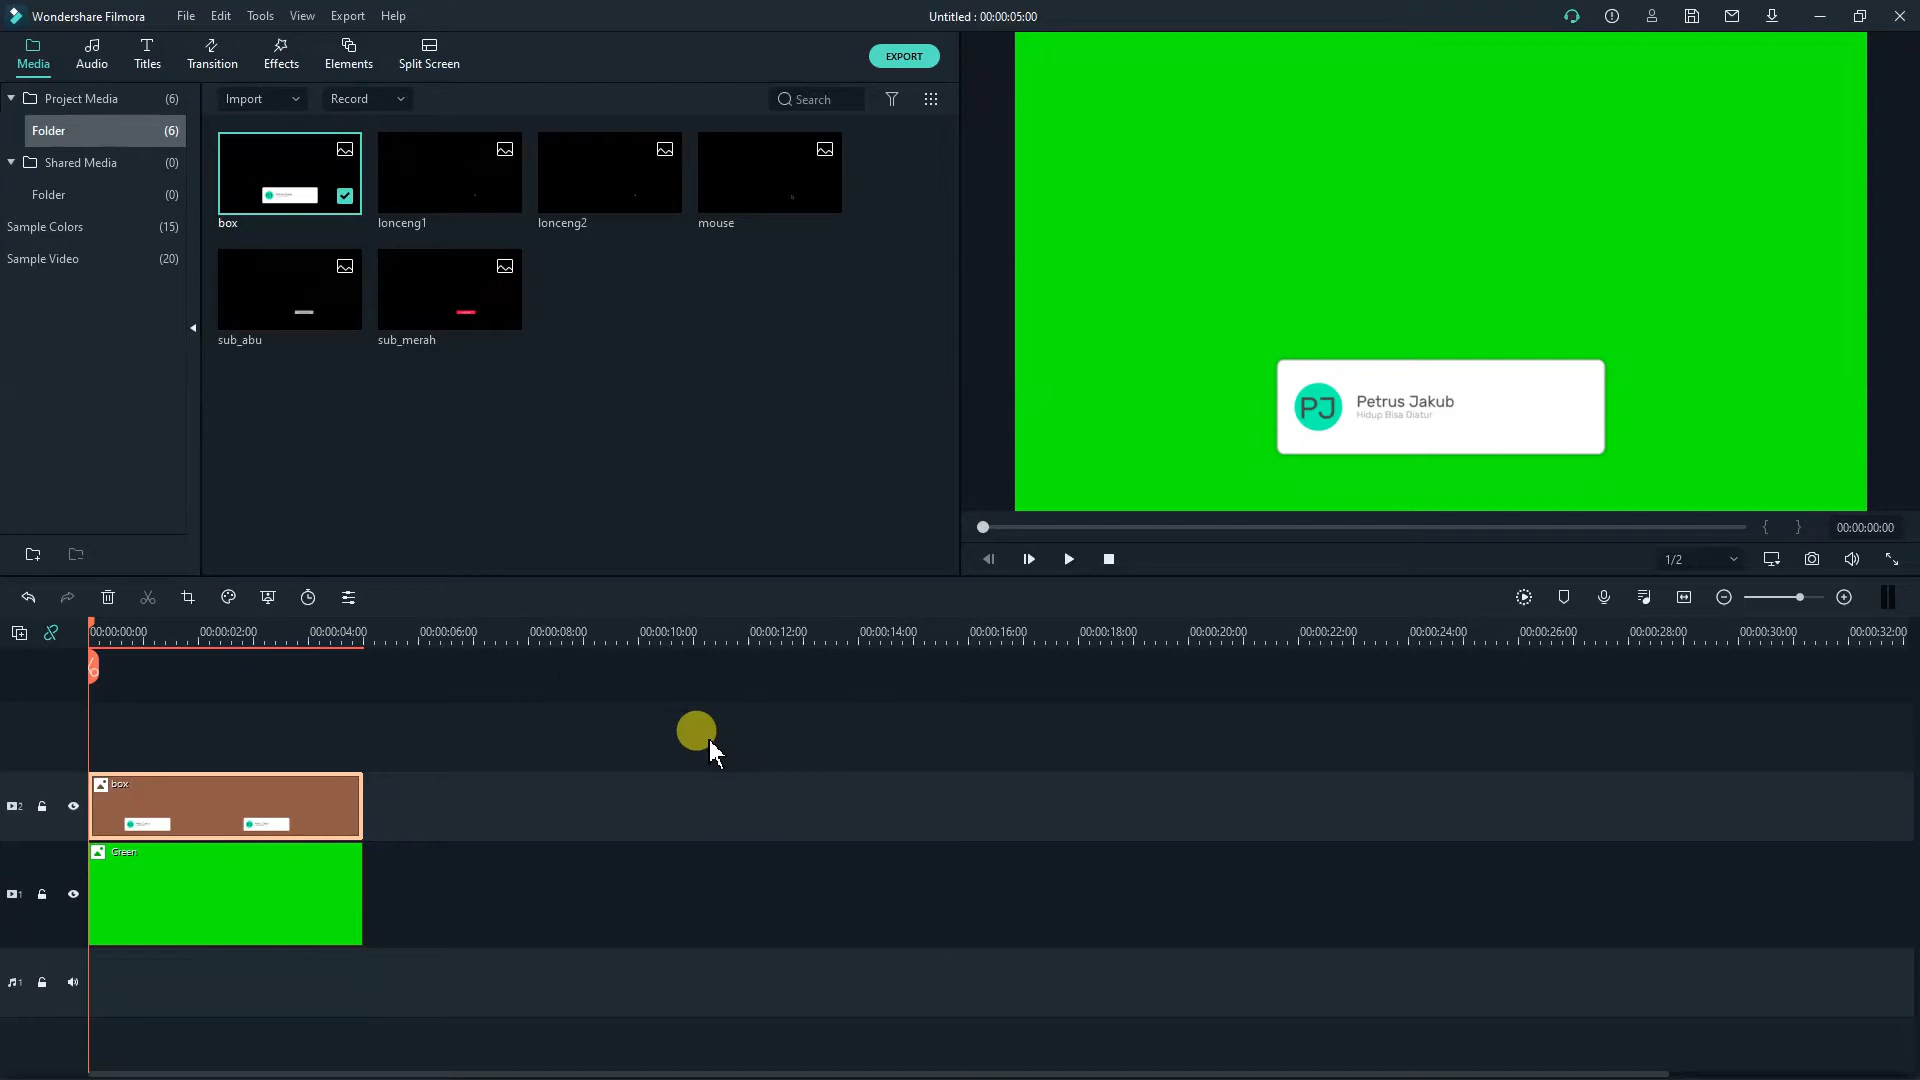 Wondershare Filmora File Edit Tools View Export Help Untitled : 00:00:05:00
Media Audio Titles Transition Effects Elements Split Screen EXPORT
Project Media (6)
Folder (6)
Shared Media (0)
Folder (0)
Sample Colors (15)
Sample Video (20)
Import Record Search
box lonceng1 lonceng2 mouse
sub_abu sub_merah
PJ Petrus Jakub
Hidup Bisa Diatur
00:00:00:00
1/2
00:00:00:00 00:00:02:00 00:00:04:00 00:00:06:00 00:00:08:00 00:00:10:00 00:00:12:00 00:00:14:00 00:00:16:00 00:00:18:00 00:00:20:00 00:00:22:00 00:00:24:00 00:00:26:00 00:00:28:00 00:00:30:00 00:00:32:00
2 box
Green
1
1